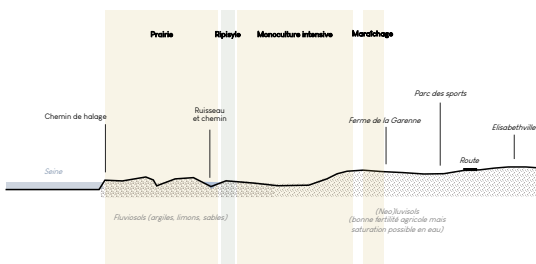 Prairie
Ripisylve
Monoculture intensive
Maraîchage
Parc des sports
Chemin de halage
Ruisseau
et chemin
Ferme de la Garenne
Elisabethville
Route
Seine
Fluviosols (argiles, limons, sables)
(Neo)luvisols
(bonne fertilité agricole mais
saturation possible en eau)